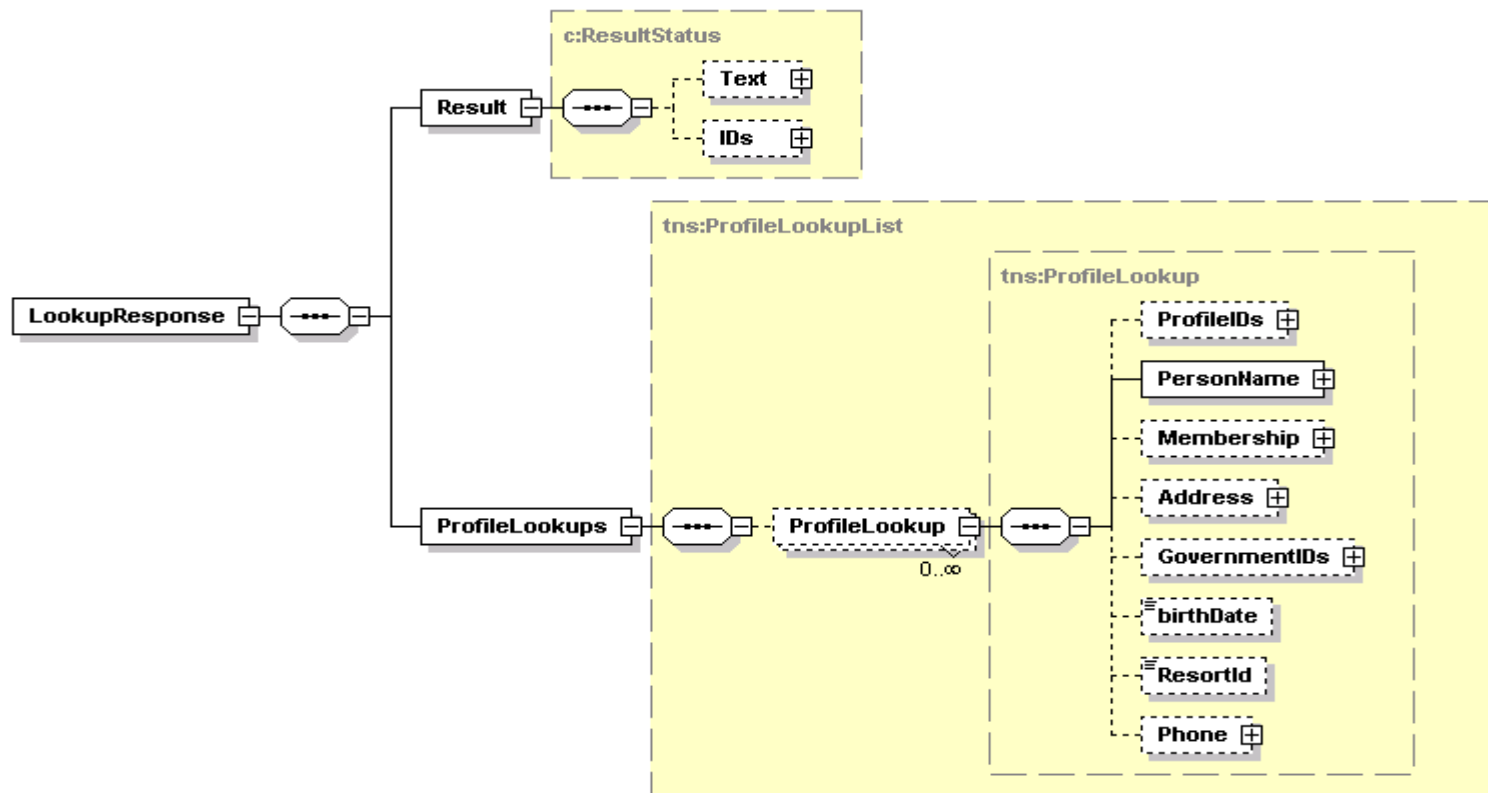 c:ResultStatus
Text
Result
IDs
tns:ProfileLookupList
tns:ProfileLookup
LookupResponse
ProfileIDs
PersonName
Membership
Address
ProfileLookups
ProfileLookup
0..∞
GovernmentIDs
birthDate
ResortId
Phone